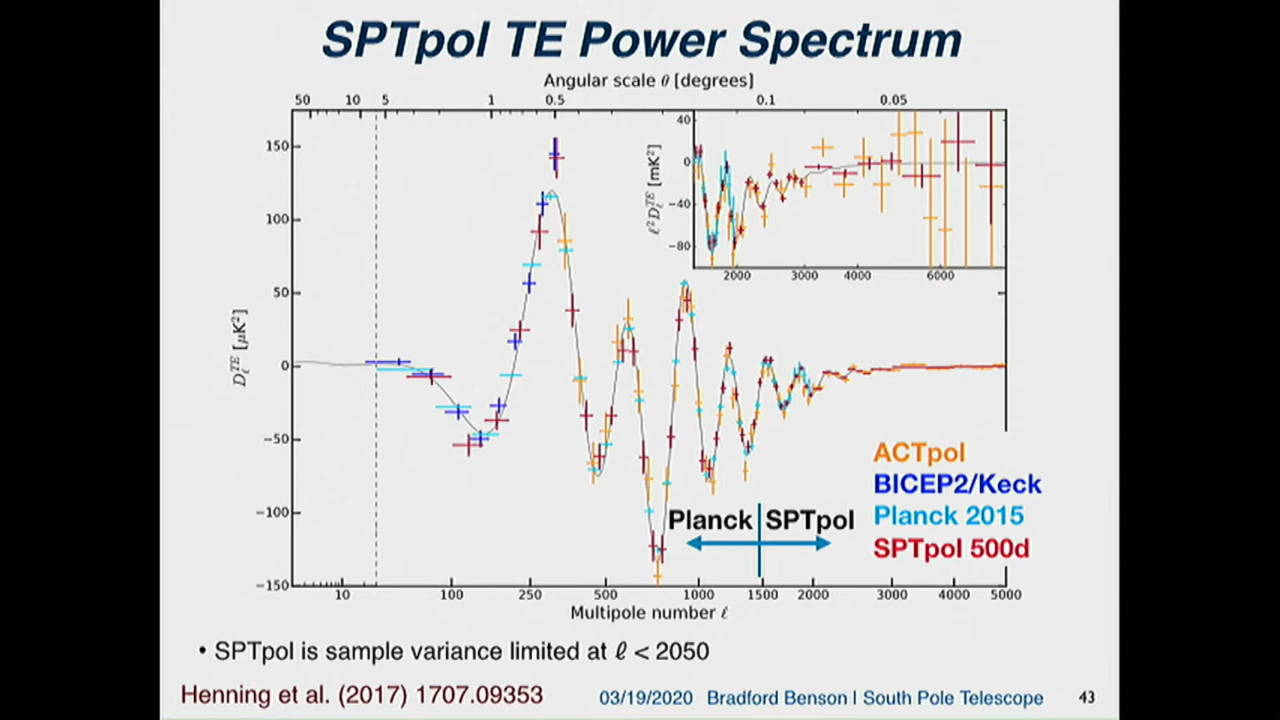 SPTpol TE Power Spectrum
Angular scale θ [degrees]
50 10 5 1 0.5 0.1 0.05
150
100
50
0
−50
−100
−150
D_ℓ^{TE} [μK²]
40
0
−40
−80
ℓ²D_ℓ^{TE} [mK²]
2000 3000 4000 6000
ACTpol
BICEP2/Keck
Planck 2015
SPTpol 500d
Planck SPTpol
10 100 250 500 1000 1500 2000 3000 4000 5000
Multipole number ℓ
• SPTpol is sample variance limited at ℓ < 2050
Henning et al. (2017) 1707.09353
03/19/2020 Bradford Benson | South Pole Telescope 43